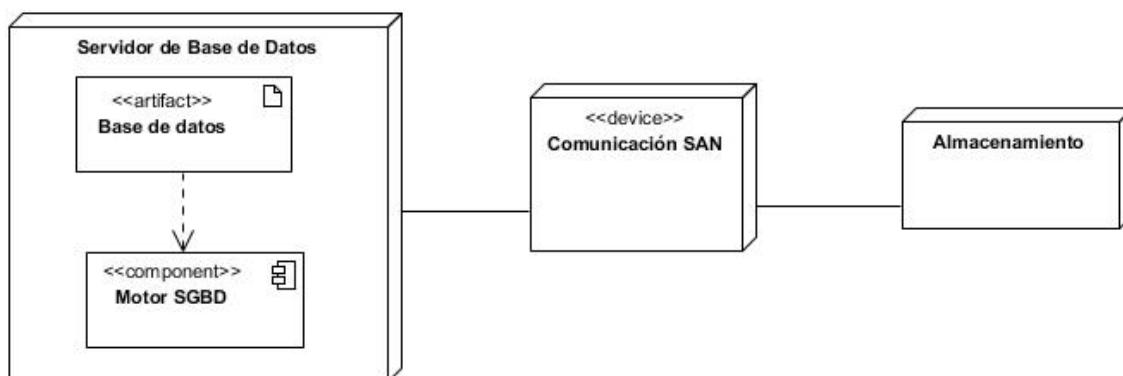 Servidor de Base de Datos
<<artifact>>
Base de datos
<<component>>
Motor SGBD
<<device>>
Comunicación SAN
Almacenamiento